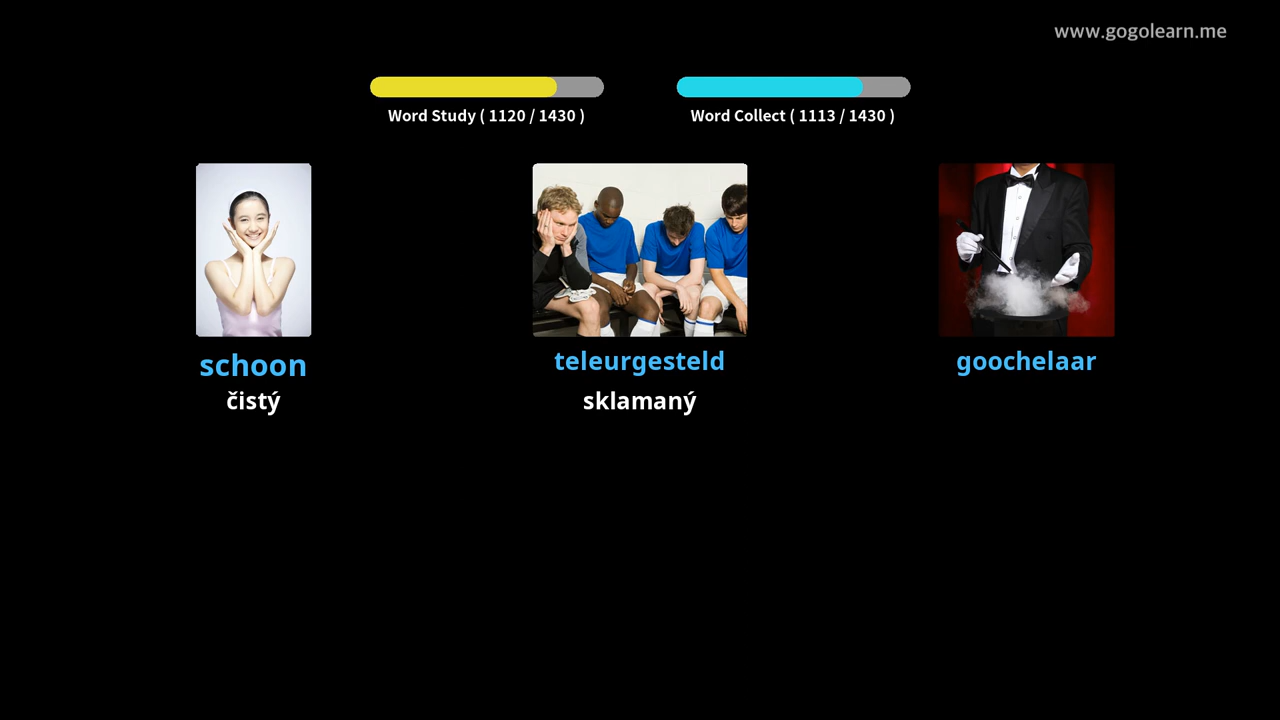 www.gogolearn.me
Word Study ( 1120 / 1430 )
Word Collect ( 1113 / 1430 )
schoon
teleurgesteld
goochelaar
čistý
sklamaný